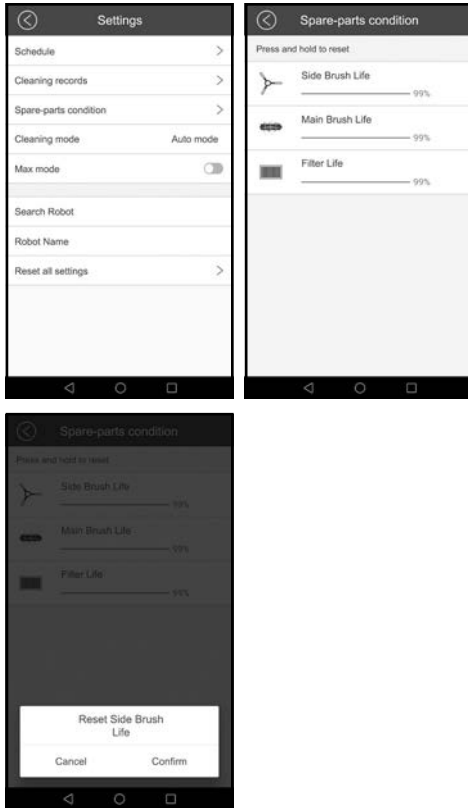 Settings
Schedule
Cleaning records
Spare-parts condition
Cleaning mode Auto mode
Max mode
Search Robot
Robot Name
Reset all settings
Spare-parts condition
Press and hold to reset
Side Brush Life
99%
Main Brush Life
99%
Filter Life
99%
Spare-parts condition
Press and hold to reset
Side Brush Life
99%
Main Brush Life
99%
Filter Life
99%
Reset Side Brush
Life
Cancel Confirm